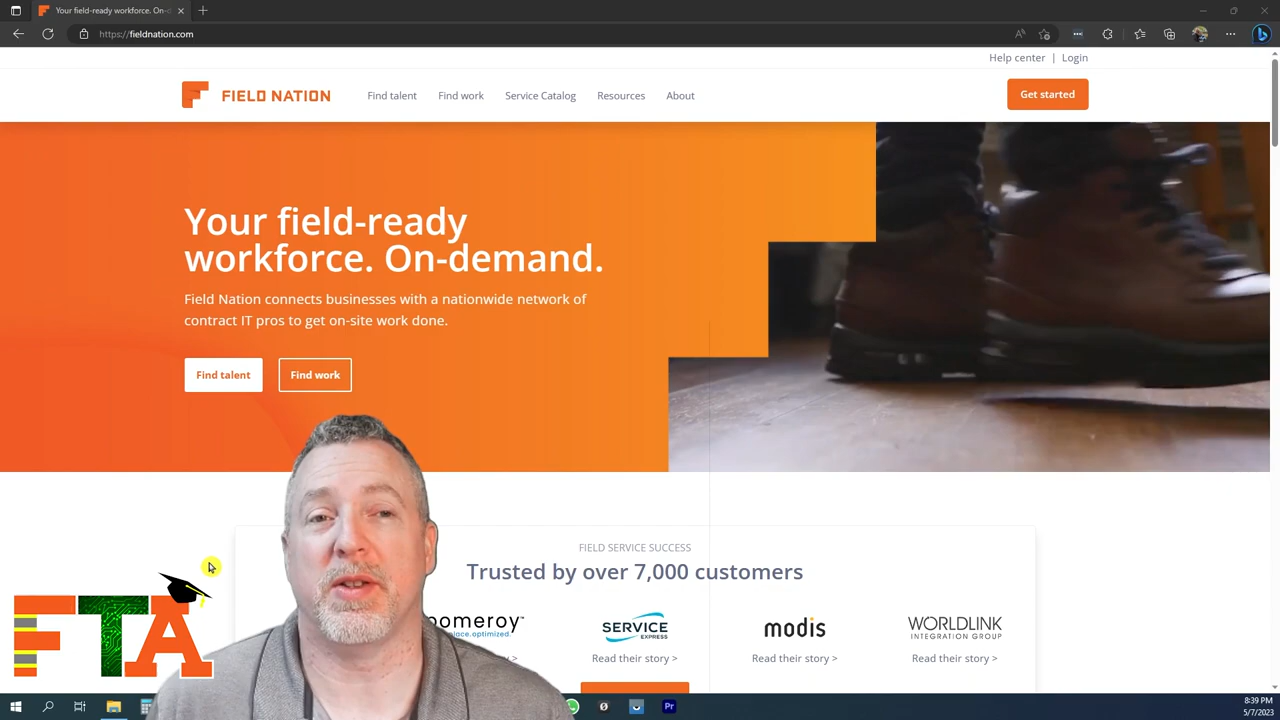 Your field-ready workforce. On-d
https://fieldnation.com
Help center | Login
FIELD NATION
Find talent
Find work
Service Catalog
Resources
About
Get started
Your field-ready
workforce. On-demand.
Field Nation connects businesses with a nationwide network of
contract IT pros to get on-site work done.
Find talent
Find work
FIELD SERVICE SUCCESS
Trusted by over 7,000 customers
omeroy
place.optimized.
SERVICE
EXPRESS
modis
WORLDLINK
INTEGRATION GROUP
Read their story >
Read their story >
Read their story >
FTA
Pr
8:39 PM
5/7/2023